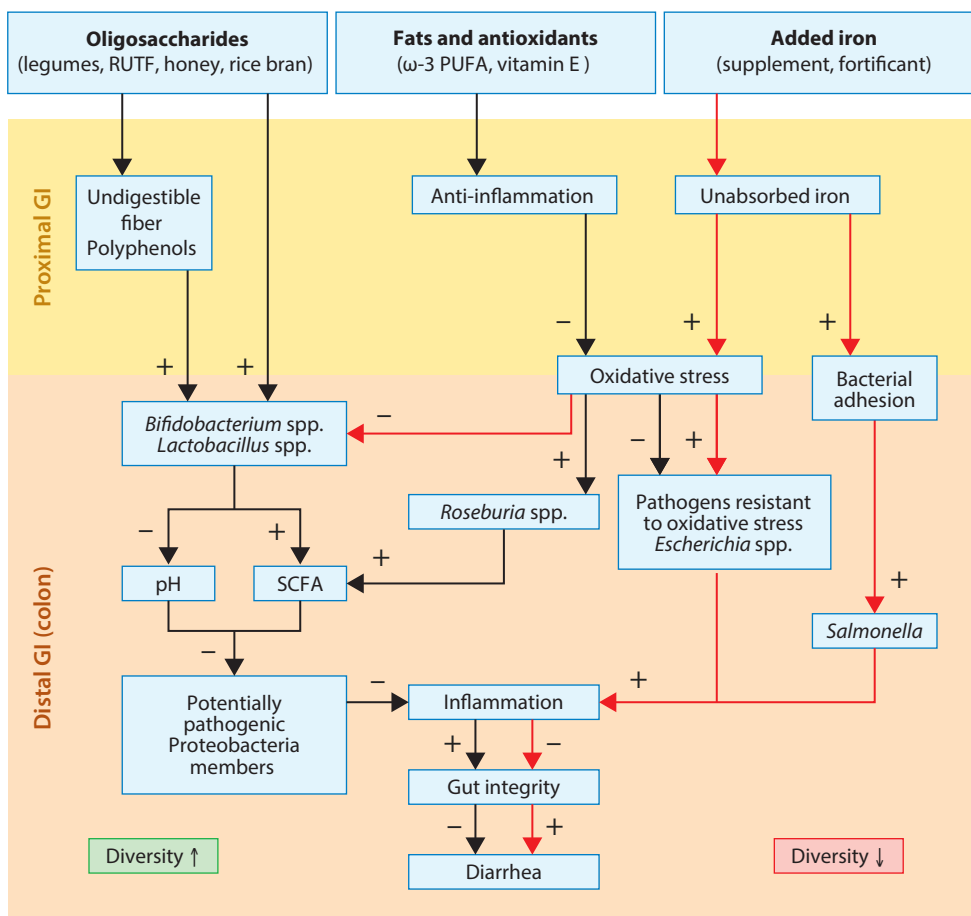 Oligosaccharides
(legumes, RUTF, honey, rice bran)
Fats and antioxidants
(ω-3 PUFA, vitamin E )
Added iron
(supplement, fortificant)
Proximal GI
Undigestible
fiber
Polyphenols
Anti-inflammation
Unabsorbed iron
+
+
–
+
+
Oxidative stress
Bacterial
adhesion
Bifidobacterium spp.
Lactobacillus spp.
–
+
–
+
Distal GI (colon)
Roseburia spp.
Pathogens resistant
to oxidative stress
Escherichia spp.
–
+
+
pH
SCFA
+
Salmonella
–
Potentially
pathogenic
Proteobacteria
members
–
Inflammation
+
+
–
Gut integrity
–
+
Diarrhea
Diversity ↑
Diversity ↓